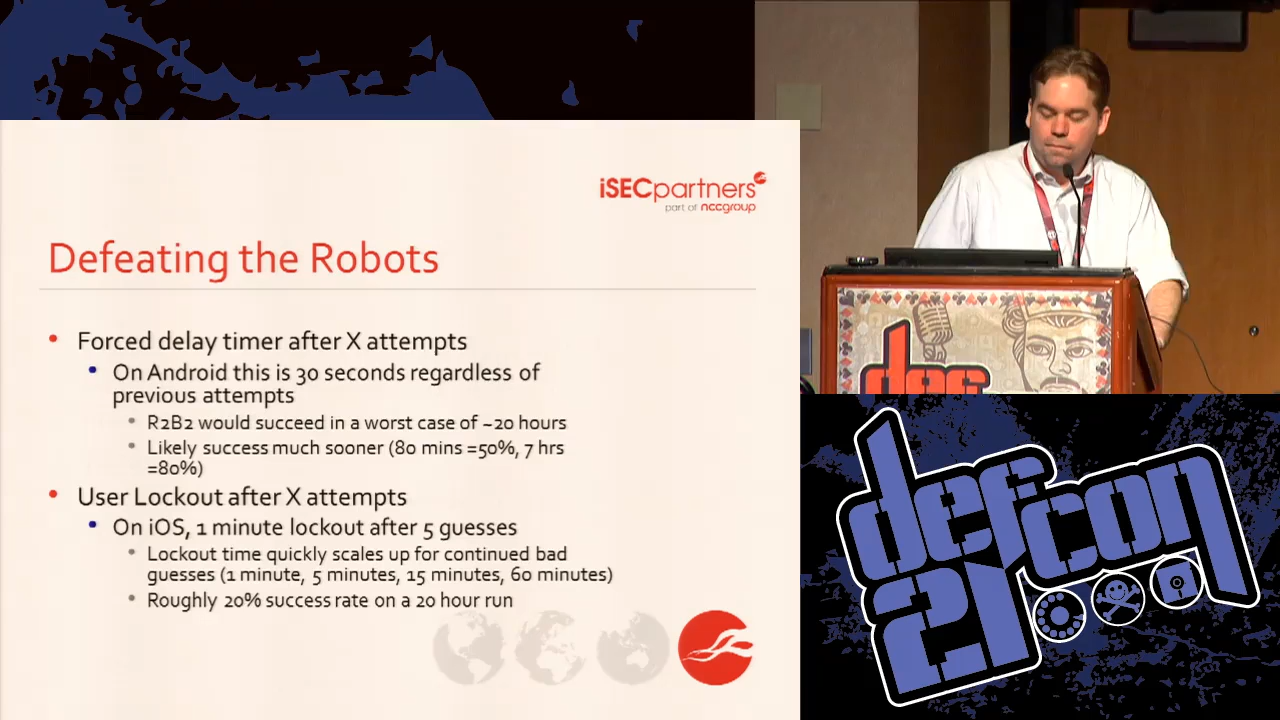 iSECpartners
part of nccgroup
Defeating the Robots
Forced delay timer after X attempts
On Android this is 30 seconds regardless of
previous attempts
R2B2 would succeed in a worst case of ~20 hours
Likely success much sooner (80 mins =50%, 7 hrs
=80%)
User Lockout after X attempts
On iOS, 1 minute lockout after 5 guesses
Lockout time quickly scales up for continued bad
guesses (1 minute, 5 minutes, 15 minutes, 60 minutes)
Roughly 20% success rate on a 20 hour run
def
defcon
21